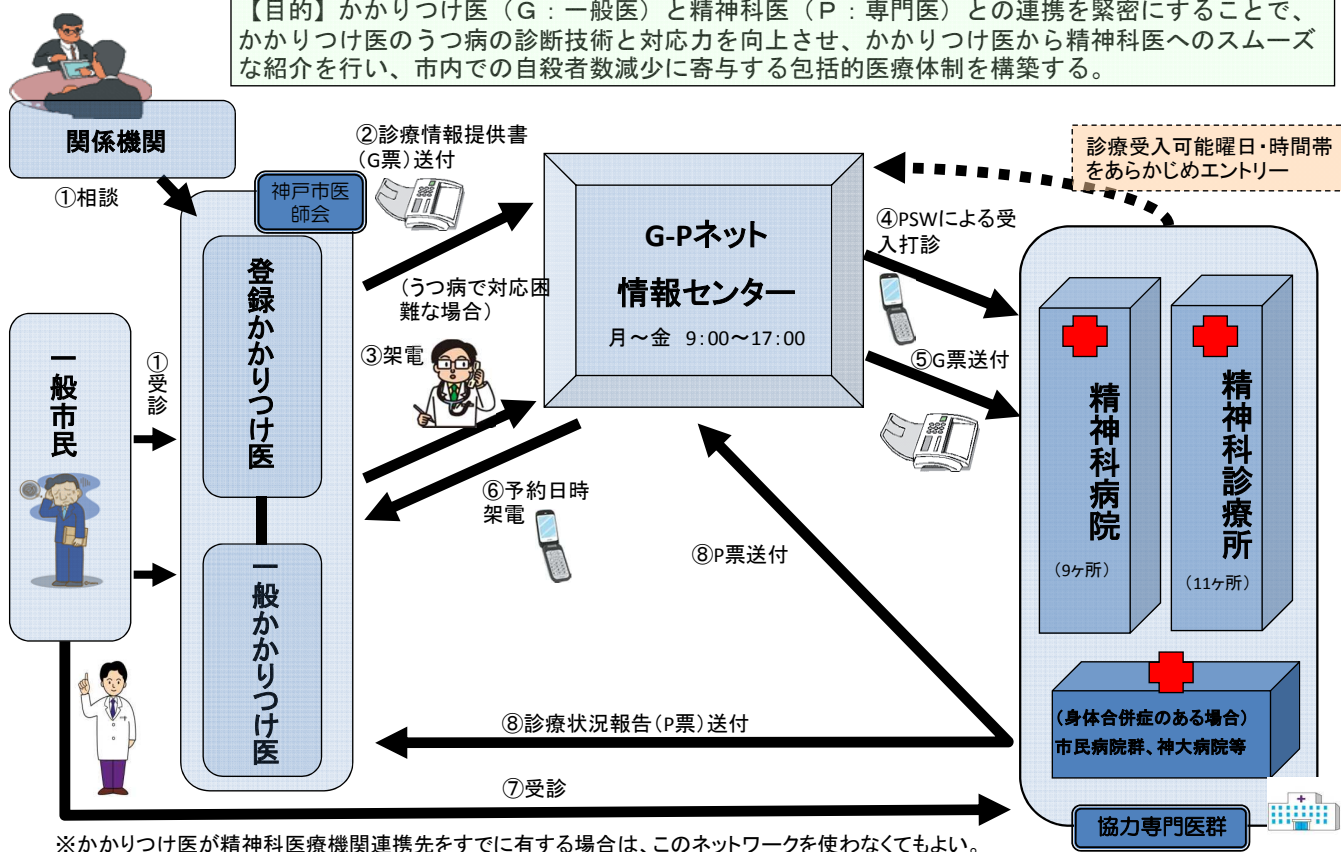 【目的】かかりつけ医（G：一般医）と精神科医（P：専門医）との連携を緊密にすることで、
かかりつけ医のうつ病の診断技術と対応力を向上させ、かかりつけ医から精神科医へのスムーズ
な紹介を行い、市内での自殺者数減少に寄与する包括的医療体制を構築する。
関係機関
①相談
神戸市医
師会
②診療情報提供書
(G票)送付
(うつ病で対応困
難な場合)
③架電
G-Pネット
情報センター
月～金 9:00～17:00
診療受入可能曜日・時間帯
をあらかじめエントリー
④PSWによる受
入打診
⑤G票送付
一般市民
①受診
登録かかりつけ医
一般かかりつけ医
⑥予約日時
架電
⑧P票送付
精神科病院
(9ヶ所)
精神科診療所
(11ヶ所)
(身体合併症のある場合)
市民病院群、神大病院等
⑧診療状況報告(P票)送付
⑦受診
協力専門医群
※かかりつけ医が精神科医療機関連携先をすでに有する場合は、このネットワークを使わなくてもよい。